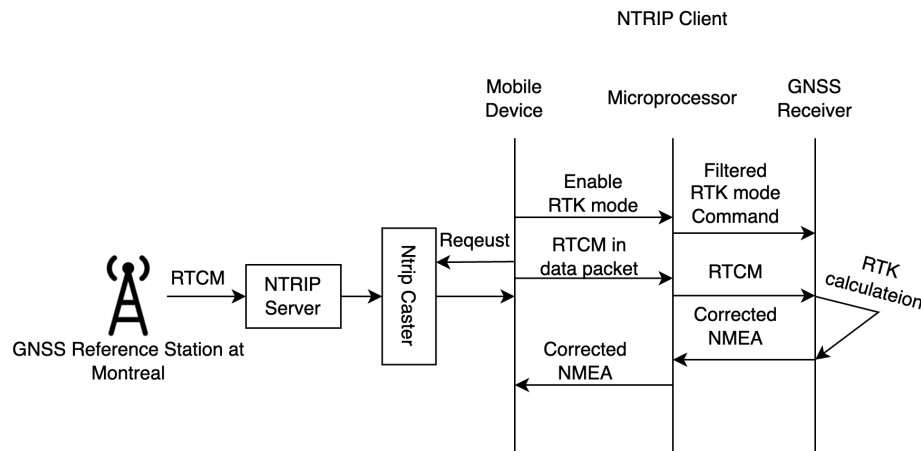 NTRIP Client
Mobile
Device
Microprocessor
GNSS
Receiver
Enable
RTK mode
Filtered
RTK mode
Command
Reqeust
RTCM in
data packet
RTCM
RTK
calculateion
RTCM
NTRIP
Server
Ntrip Caster
GNSS Reference Station at
Montreal
Corrected
NMEA
Corrected
NMEA